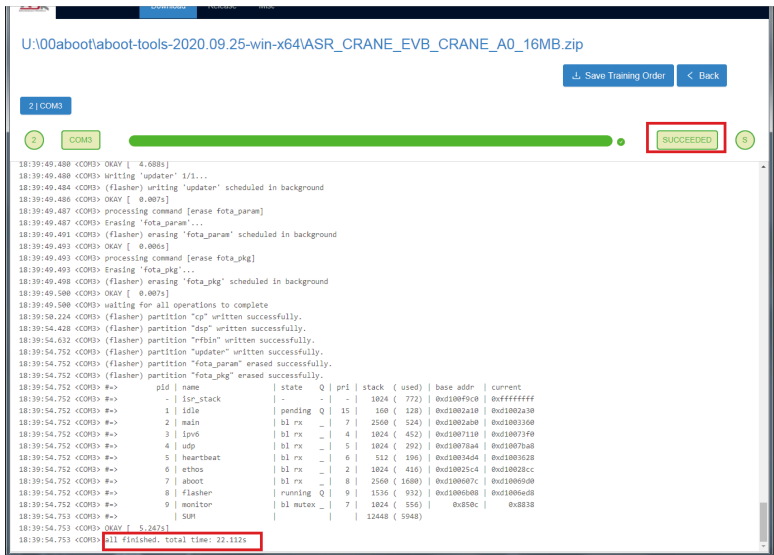 Download Release Misc
U:\00aboot\aboot-tools-2020.09.25-win-x64\ASR_CRANE_EVB_CRANE_A0_16MB.zip
Save Training Order < Back
2 | COM3
2 COM3 SUCCEEDED S
18:39:49.480 <COM3> OKAY [  4.688s]
18:39:49.480 <COM3> Writing 'updater' 1/1...
18:39:49.484 <COM3> (flasher) writing 'updater' scheduled in background
18:39:49.486 <COM3> OKAY [  0.007s]
18:39:49.487 <COM3> processing command [erase fota_param]
18:39:49.487 <COM3> Erasing 'fota_param'...
18:39:49.491 <COM3> (flasher) erasing 'fota_param' scheduled in background
18:39:49.493 <COM3> OKAY [  0.006s]
18:39:49.493 <COM3> processing command [erase fota_pkg]
18:39:49.493 <COM3> Erasing 'fota_pkg'...
18:39:49.498 <COM3> (flasher) erasing 'fota_pkg' scheduled in background
18:39:49.500 <COM3> OKAY [  0.007s]
18:39:49.500 <COM3> waiting for all operations to complete
18:39:50.224 <COM3> (flasher) partition "cp" written successfully.
18:39:54.428 <COM3> (flasher) partition "dsp" written successfully.
18:39:54.632 <COM3> (flasher) partition "rfbin" written successfully.
18:39:54.752 <COM3> (flasher) partition "updater" written successfully.
18:39:54.752 <COM3> (flasher) partition "fota_param" erased successfully.
18:39:54.752 <COM3> (flasher) partition "fota_pkg" erased successfully.
18:39:54.752 <COM3> #=> pid | name | state Q | pri | stack ( used) | base addr | current
18:39:54.752 <COM3> #=> - | isr_stack | - - | - | 1024 ( 772) | 0xd100f9c0 | 0xffffffff
18:39:54.752 <COM3> #=> 1 | idle | pending Q | 15 | 160 ( 128) | 0xd1002a10 | 0xd1002a30
18:39:54.752 <COM3> #=> 2 | main | bl rx _ | 7 | 2560 ( 524) | 0xd1002ab0 | 0xd1003360
18:39:54.752 <COM3> #=> 3 | ipv6 | bl rx _ | 4 | 1024 ( 452) | 0xd1007110 | 0xd10073f0
18:39:54.752 <COM3> #=> 4 | udp | bl rx _ | 5 | 1024 ( 292) | 0xd10078a4 | 0xd1007ba8
18:39:54.752 <COM3> #=> 5 | heartbeat | bl rx _ | 6 | 512 ( 196) | 0xd10034d4 | 0xd1003628
18:39:54.752 <COM3> #=> 6 | ethos | bl rx _ | 2 | 1024 ( 416) | 0xd10025c4 | 0xd10028cc
18:39:54.752 <COM3> #=> 7 | aboot | bl rx _ | 8 | 2560 ( 1680) | 0xd100607c | 0xd10069d0
18:39:54.752 <COM3> #=> 8 | flasher | running Q | 9 | 1536 ( 932) | 0xd1006b08 | 0xd1006ed8
18:39:54.752 <COM3> #=> 9 | monitor | bl mutex _ | 7 | 1024 ( 556) | 0x850c | 0x8838
18:39:54.753 <COM3> #=> | SUM | | | 12448 ( 5948)
18:39:54.753 <COM3> OKAY [  5.247s]
18:39:54.753 <COM3> all finished. total time: 22.112s